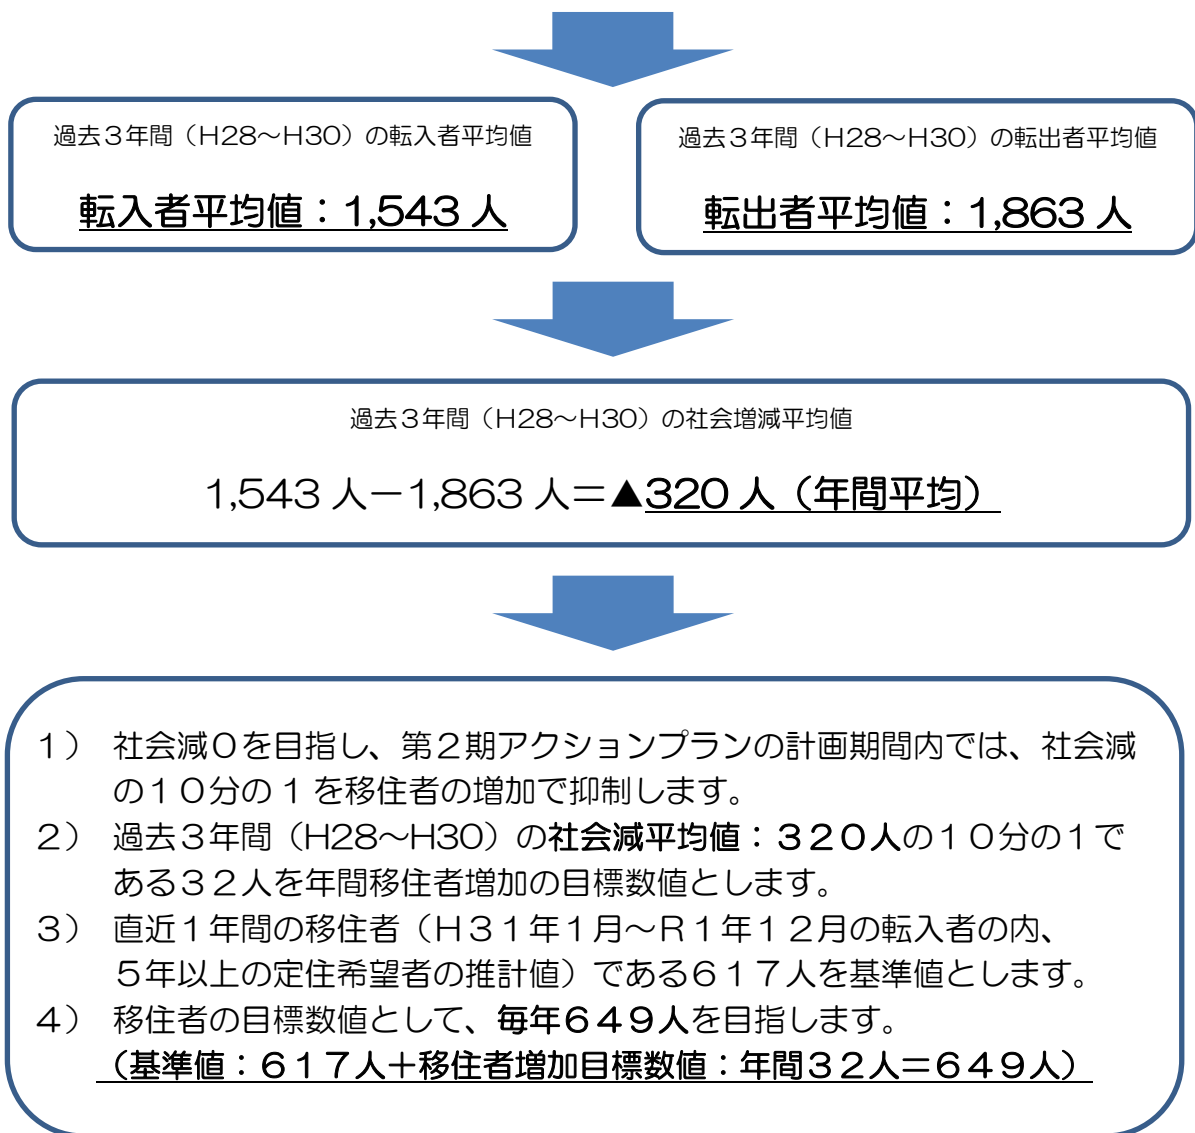 過去３年間（H28～H30）の転入者平均値
転入者平均値：1,543 人
過去３年間（H28～H30）の転出者平均値
転出者平均値：1,863 人
過去３年間（H28～H30）の社会増減平均値
1,543 人－1,863 人＝▲320 人（年間平均）
１） 社会減０を目指し、第２期アクションプランの計画期間内では、社会減
の１０分の１を移住者の増加で抑制します。
２） 過去３年間（H28～H30）の社会減平均値：３２０人の１０分の１で
ある３２人を年間移住者増加の目標数値とします。
３） 直近１年間の移住者（Ｈ３１年１月～Ｒ１年１２月の転入者の内、
５年以上の定住希望者の推計値）である６１７人を基準値とします。
４） 移住者の目標数値として、毎年６４９人を目指します。
（基準値：６１７人＋移住者増加目標数値：年間３２人＝６４９人）